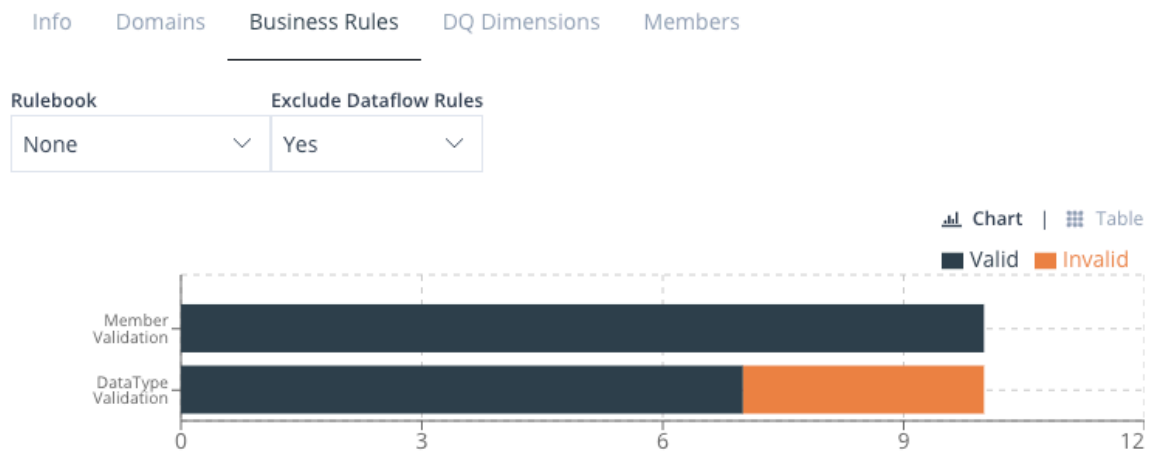 Info Domains Business Rules DQ Dimensions Members
Rulebook Exclude Dataflow Rules
None Yes
Chart | Table
Valid Invalid
Member
Validation
DataType
Validation
0 3 6 9 12